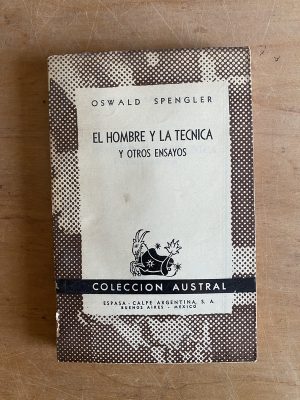 OSWALD SPENGLER
EL HOMBRE Y LA TECNICA
Y OTROS ENSAYOS
COLECCION AUSTRAL
ESPASA - CALPE ARGENTINA, S. A.
BUENOS AIRES - MEXICO